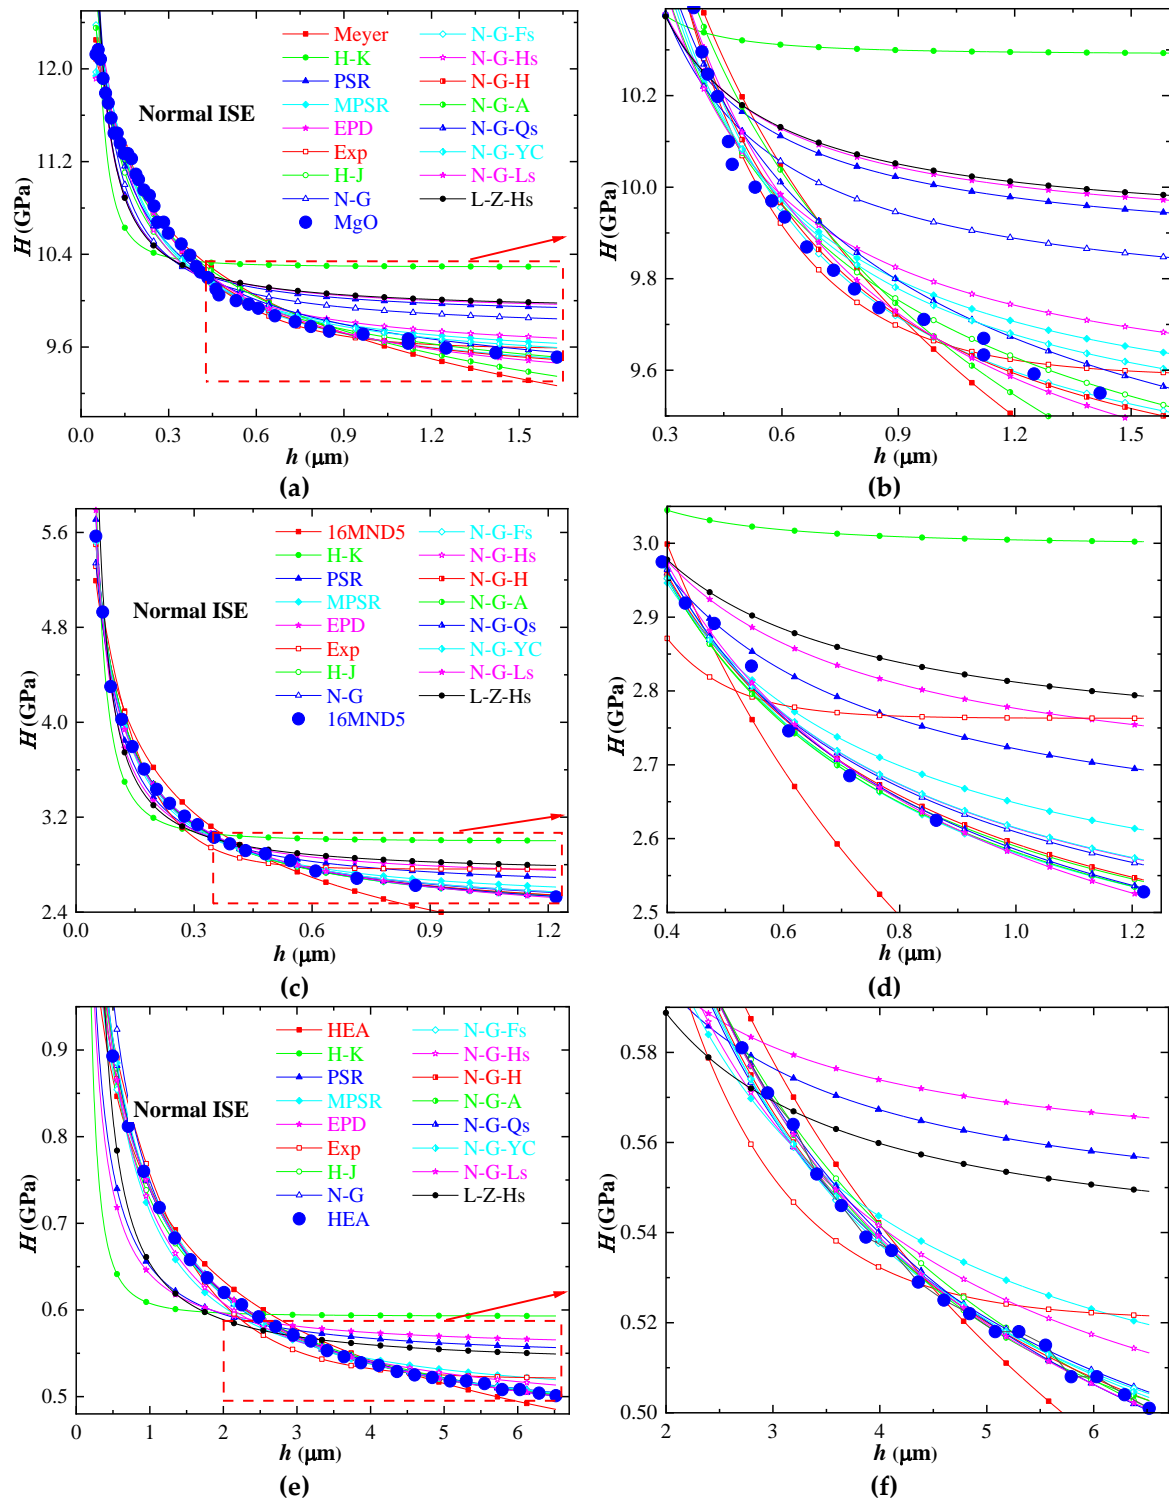 12.0
11.2
10.4
9.6
H (GPa)
0.0 0.3 0.6 0.9 1.2 1.5
h (μm)
Normal ISE
Meyer
H-K
PSR
MPSR
EPD
Exp
H-J
N-G
MgO
N-G-Fs
N-G-Hs
N-G-H
N-G-A
N-G-Qs
N-G-YC
N-G-Ls
L-Z-Hs
(a)
10.2
10.0
9.8
9.6
H (GPa)
0.3 0.6 0.9 1.2 1.5
h (μm)
(b)
5.6
4.8
4.0
3.2
2.4
H (GPa)
0.0 0.3 0.6 0.9 1.2
h (μm)
Normal ISE
16MND5
H-K
PSR
MPSR
EPD
Exp
H-J
N-G
16MND5
N-G-Fs
N-G-Hs
N-G-H
N-G-A
N-G-Qs
N-G-YC
N-G-Ls
L-Z-Hs
(c)
3.0
2.9
2.8
2.7
2.6
2.5
H (GPa)
0.4 0.6 0.8 1.0 1.2
h (μm)
(d)
0.9
0.8
0.7
0.6
0.5
H (GPa)
0 1 2 3 4 5 6
h (μm)
Normal ISE
HEA
H-K
PSR
MPSR
EPD
Exp
H-J
N-G
HEA
N-G-Fs
N-G-Hs
N-G-H
N-G-A
N-G-Qs
N-G-YC
N-G-Ls
L-Z-Hs
(e)
0.58
0.56
0.54
0.52
0.50
H (GPa)
2 3 4 5 6
h (μm)
(f)